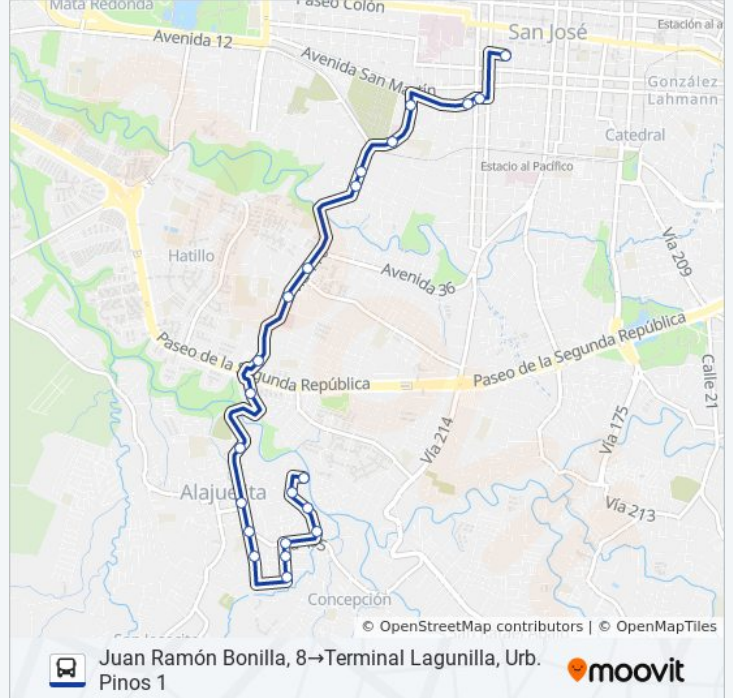 Mata Redonda
Paseo Colón
San José
Estación al a
Avenida 12
Avenida San Martín
González
Lahmann
Catedral
Estacio al Pacífico
Vía 209
Hatillo
Avenida 36
Paseo de la Segunda República
Paseo de la Segunda República
Calle 21
Vía 175
Vía 214
Alajuelita
Vía 213
Concepción
© OpenStreetMap contributors | © OpenMapTiles
Juan Ramón Bonilla, 8→Terminal Lagunilla, Urb.
Pinos 1
moovit